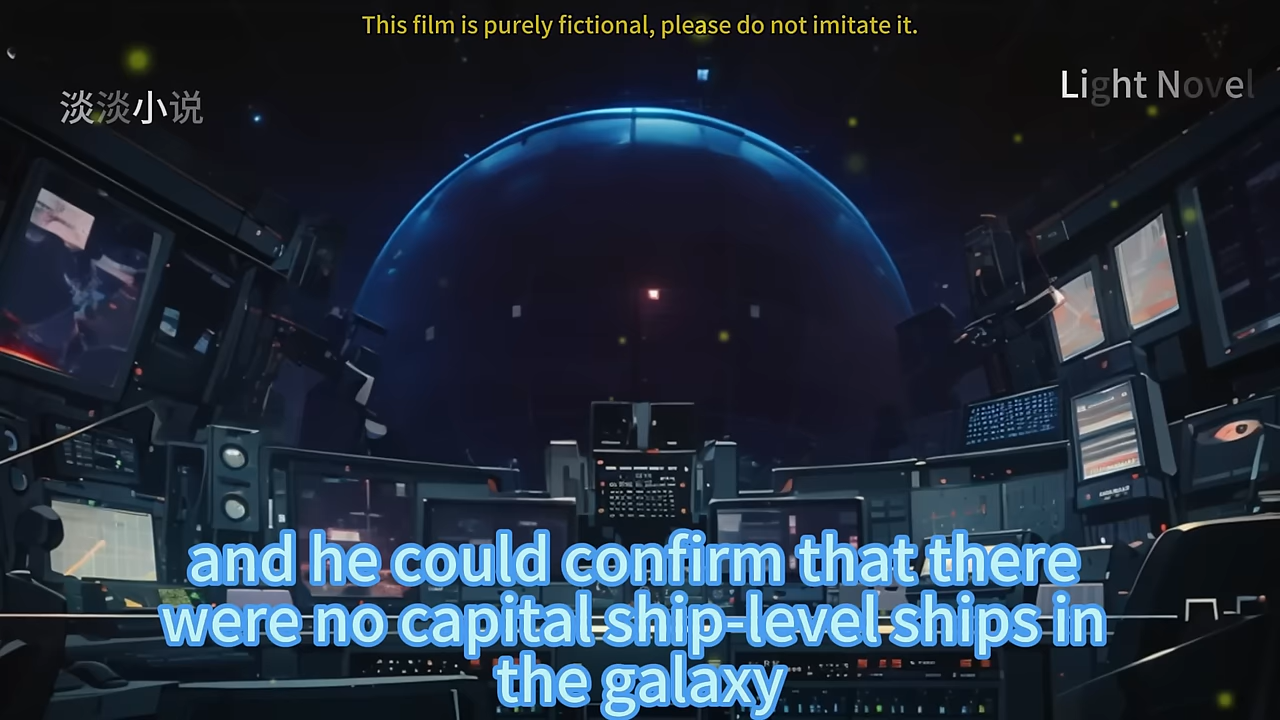 This film is purely fictional, please do not imitate it.
淡淡小说
Light Novel
and he could confirm that there
were no capital ship-level ships in
the galaxy